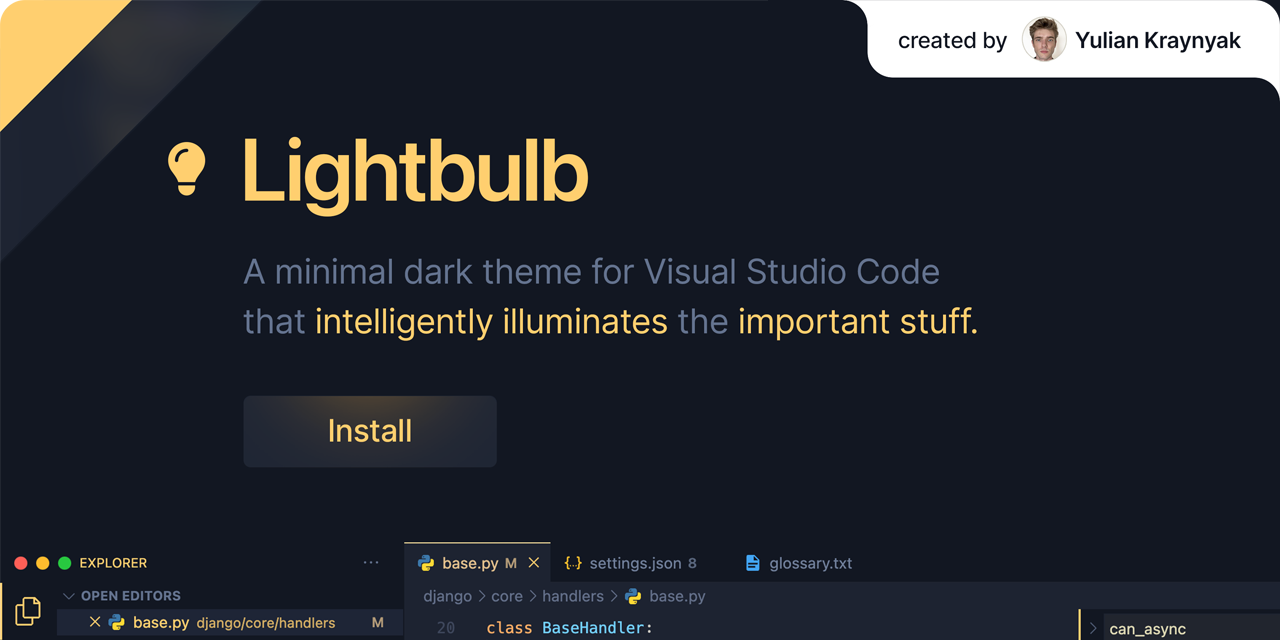 created by Yulian Kraynyak
Lightbulb
A minimal dark theme for Visual Studio Code
that intelligently illuminates the important stuff.
Install
EXPLORER ... base.py M settings.json 8 glossary.txt
OPEN EDITORS django core handlers base.py
base.py django/core/handlers M 20 class BaseHandler: can_async